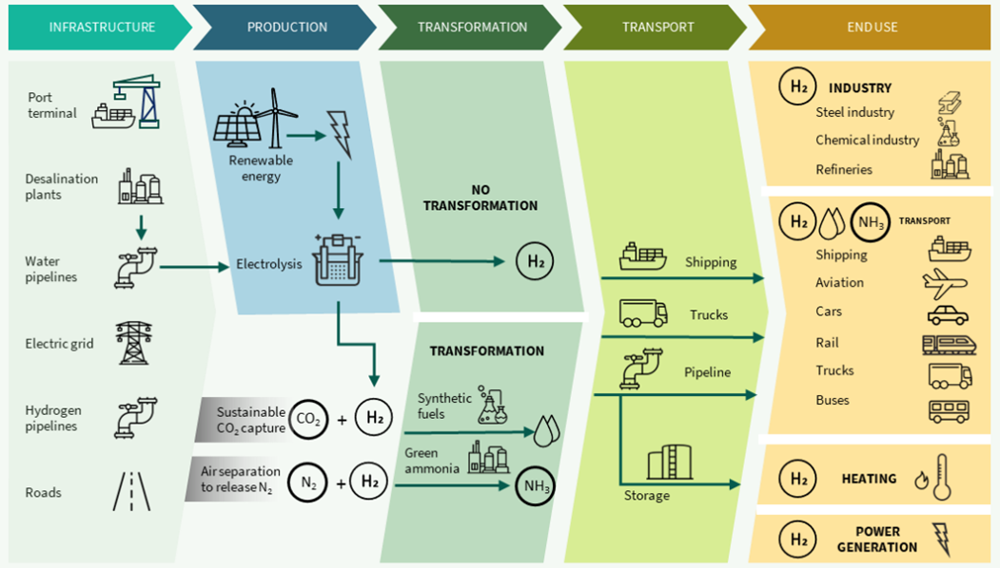 INFRASTRUCTURE
PRODUCTION
TRANSFORMATION
TRANSPORT
END USE
Port
terminal
Desalination
plants
Water
pipelines
Electric grid
Hydrogen
pipelines
Roads
Renewable
energy
Electrolysis
Sustainable
CO₂ capture
CO₂
+
H₂
Air separation
to release N₂
N₂
+
H₂
NO
TRANSFORMATION
H₂
TRANSFORMATION
Synthetic
fuels
Green
ammonia
NH₃
Shipping
Trucks
Pipeline
Storage
H₂
INDUSTRY
Steel industry
Chemical industry
Refineries
H₂
NH₃
TRANSPORT
Shipping
Aviation
Cars
Rail
Trucks
Buses
H₂
HEATING
H₂
POWER
GENERATION